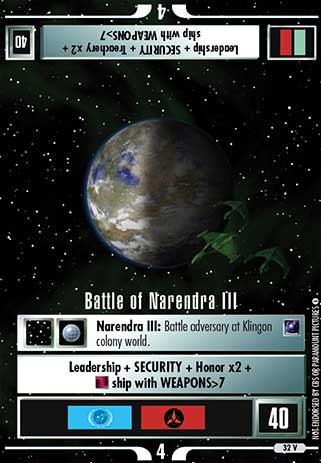 4
40
Leadership + SECURITY + Treachery x2 +
ship with WEAPONS>7
Battle of Narendra III
Narendra III: Battle adversary at Klingon
colony world.
Leadership + SECURITY + Honor x2 +
ship with WEAPONS>7
40
4
32 V
NOT ENDORSED BY CBS OR PARAMOUNT PICTURES